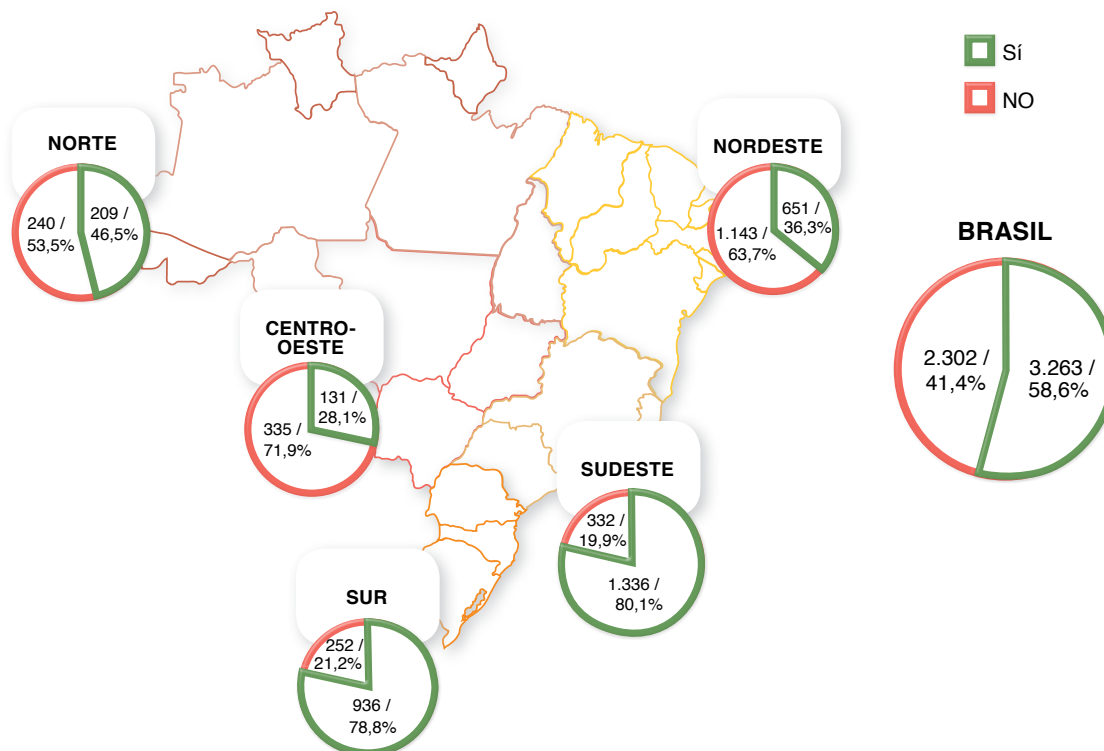 Sí
NO
NORTE
240 /
53,5%
209 /
46,5%
NORDESTE
1.143 /
63,7%
651 /
36,3%
BRASIL
2.302 /
41,4%
3.263 /
58,6%
CENTRO-
OESTE
335 /
71,9%
131 /
28,1%
SUDESTE
332 /
19,9%
1.336 /
80,1%
SUR
252 /
21,2%
936 /
78,8%